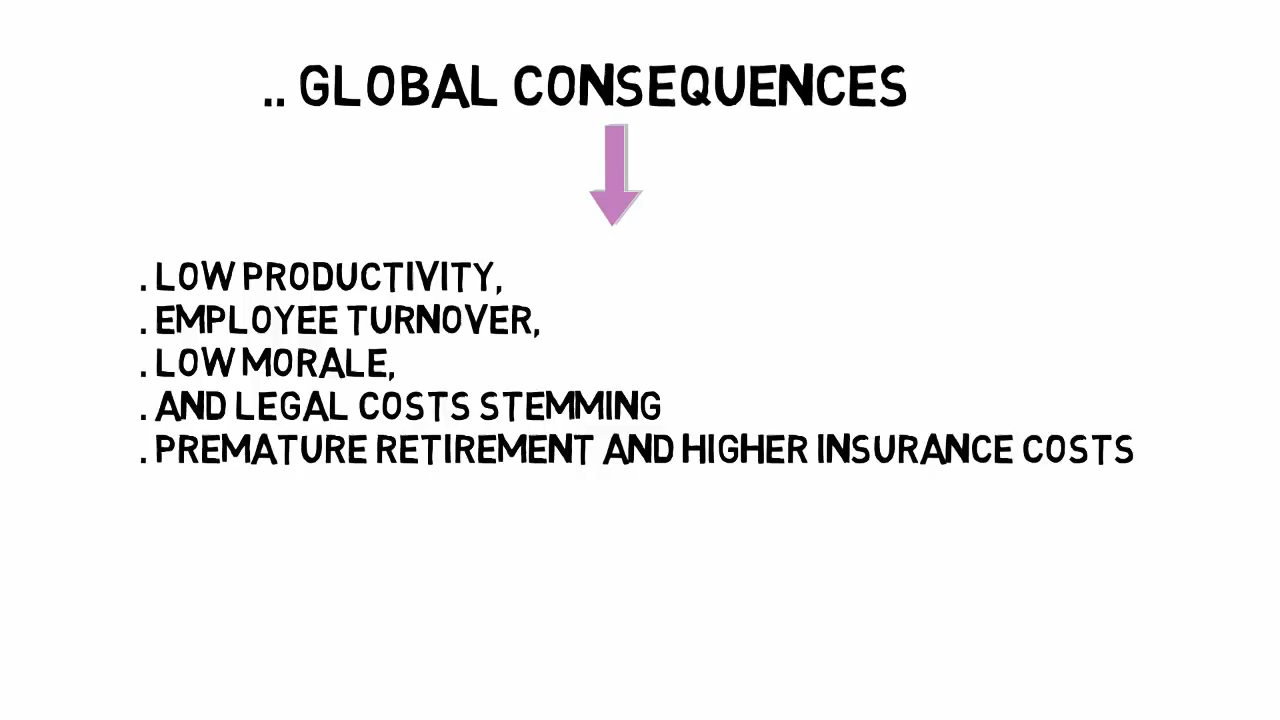 .. GLOBAL CONSEQUENCES
. LOW PRODUCTIVITY,
. EMPLOYEE TURNOVER,
. LOW MORALE,
. AND LEGAL COSTS STEMMING
. PREMATURE RETIREMENT AND HIGHER INSURANCE COSTS